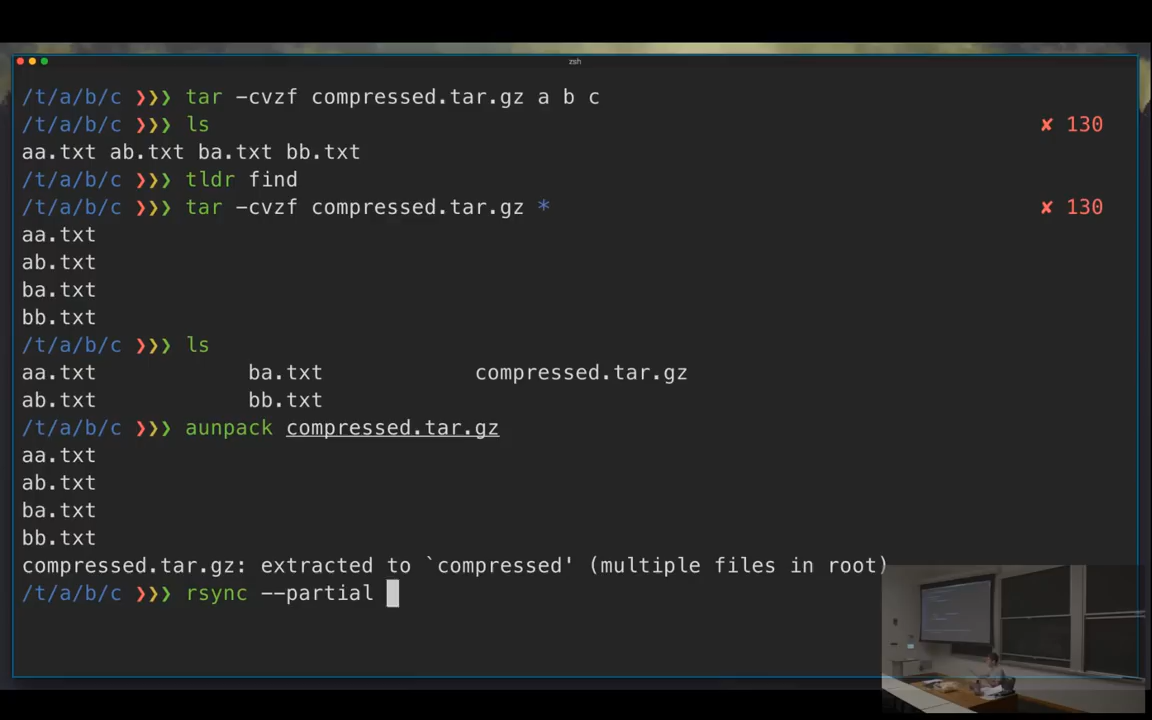 zsh
/t/a/b/c ❯❯❯ tar -cvzf compressed.tar.gz a b c
/t/a/b/c ❯❯❯ ls ✘ 130
aa.txt ab.txt ba.txt bb.txt
/t/a/b/c ❯❯❯ tldr find
/t/a/b/c ❯❯❯ tar -cvzf compressed.tar.gz * ✘ 130
aa.txt
ab.txt
ba.txt
bb.txt
/t/a/b/c ❯❯❯ ls
aa.txt ba.txt compressed.tar.gz
ab.txt bb.txt
/t/a/b/c ❯❯❯ aunpack compressed.tar.gz
aa.txt
ab.txt
ba.txt
bb.txt
compressed.tar.gz: extracted to `compressed' (multiple files in root)
/t/a/b/c ❯❯❯ rsync --partial